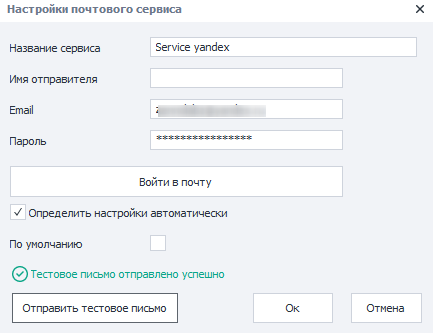 Настройки почтового сервиса
Название сервиса Service yandex
Имя отправителя
Email
Пароль ****************
Войти в почту
Определить настройки автоматически
По умолчанию
Тестовое письмо отправлено успешно
Отправить тестовое письмо Ок Отмена